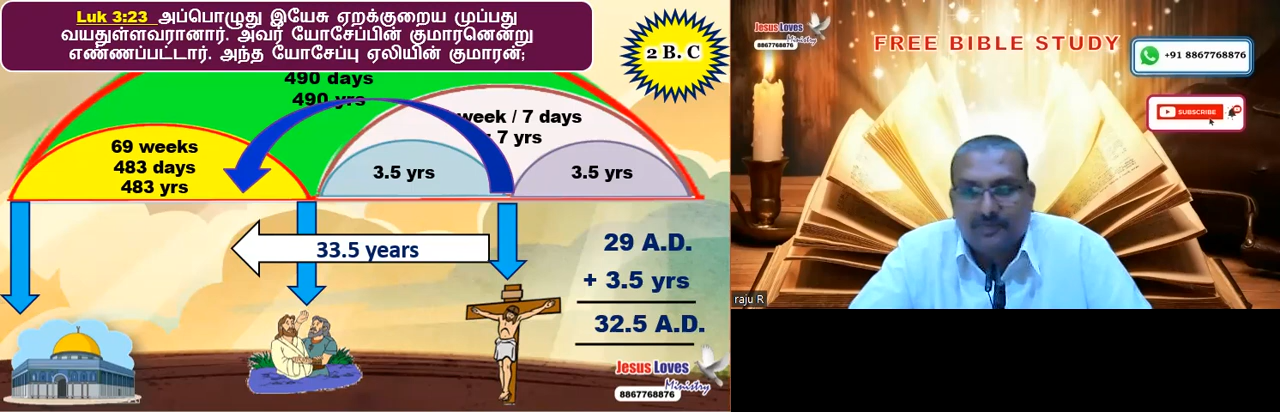 Luk 3:23 அப்பொழுது இயேசு ஏறக்குறைய முப்பது
வயதுள்ளவரானார். அவர் யோசேப்பின் குமாரனென்று
எண்ணப்பட்டார். அந்த யோசேப்பு ஏலியின் குமாரன்;
2 B. C
490 days
490 yrs
week / 7 days
7 yrs
69 weeks
483 days
483 yrs
3.5 yrs
3.5 yrs
33.5 years
29 A.D.
+ 3.5 yrs
32.5 A.D.
Jesus Loves
Ministry
8867768876
Jesus Loves
Ministry
8867768876
FREE BIBLE STUDY
+91 8867768876
SUBSCRIBE
raju R